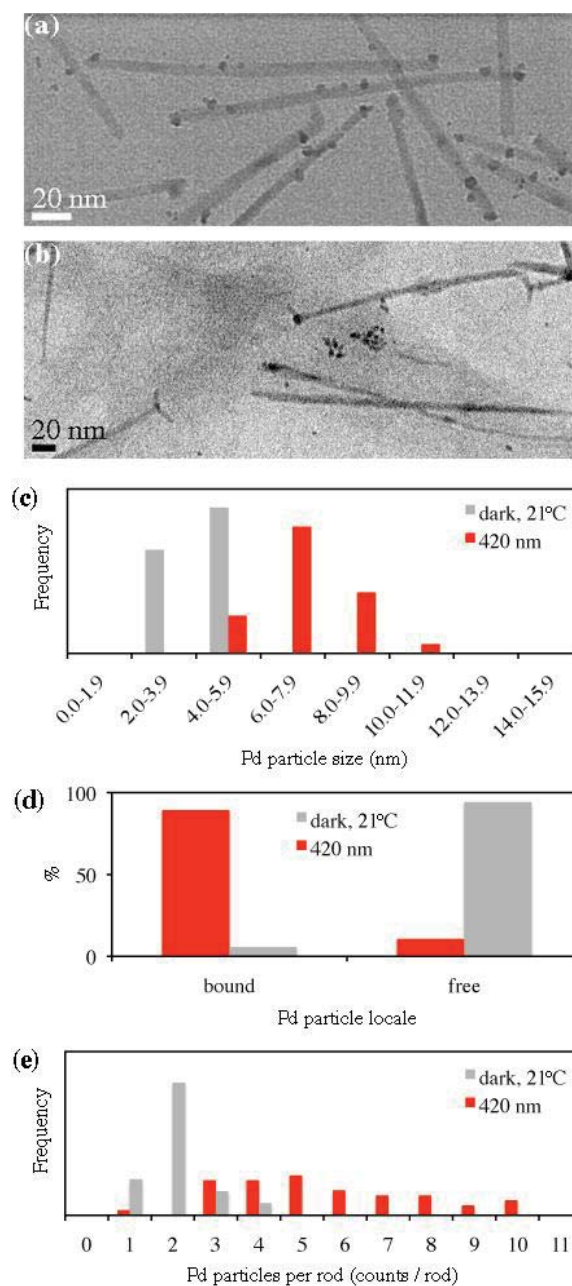 (a)
20 nm
(b)
20 nm
(c)
Frequency
dark, 21°C
420 nm
0.0-1.9
2.0-3.9
4.0-5.9
6.0-7.9
8.0-9.9
10.0-11.9
12.0-13.9
14.0-15.9
Pd particle size (nm)
(d)
100
50
0
%
dark, 21°C
420 nm
bound
free
Pd particle locale
(e)
Frequency
dark, 21°C
420 nm
0 1 2 3 4 5 6 7 8 9 10 11
Pd particles per rod (counts / rod)